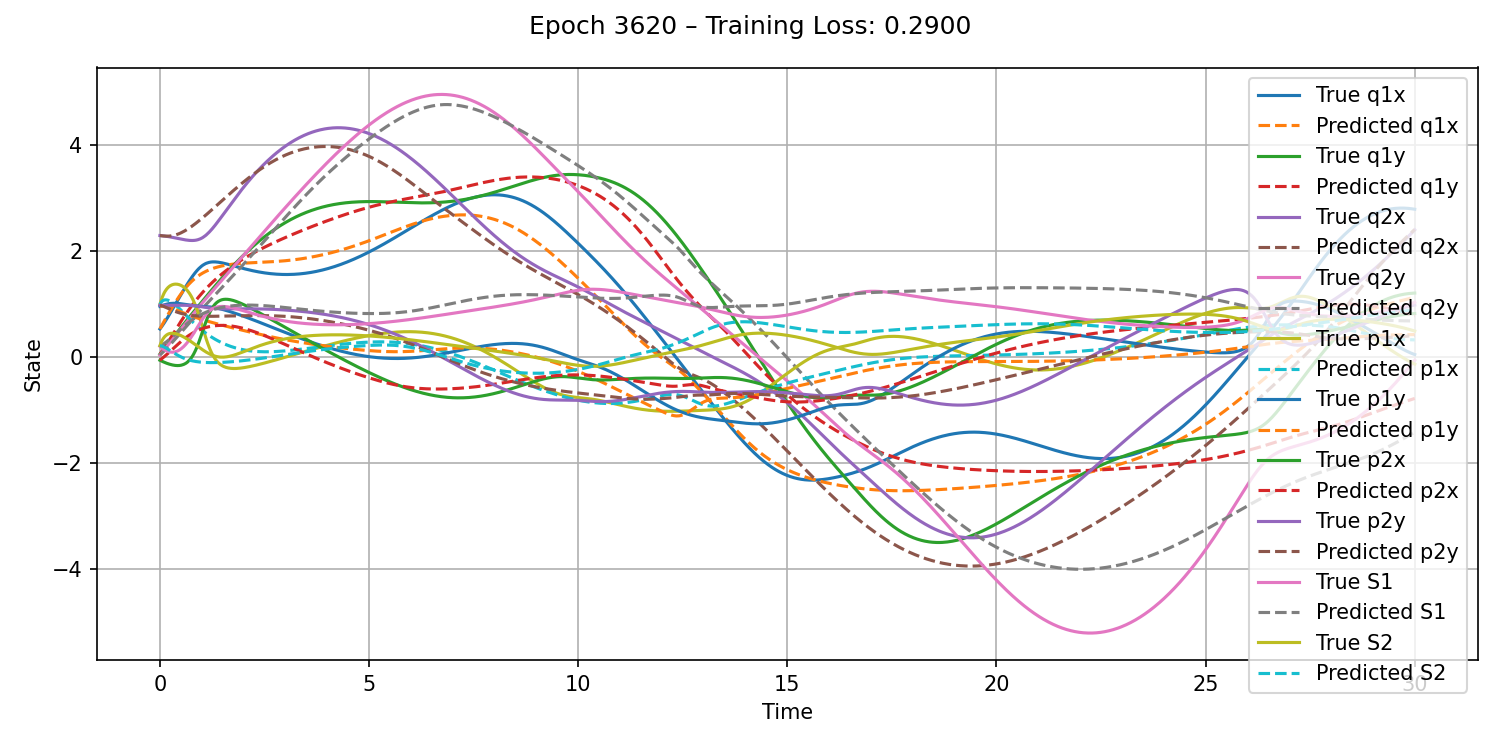 Epoch 3620 – Training Loss: 0.2900
State
4
2
0
−2
−4
0
5
10
15
20
25
30
Time
True q1x
Predicted q1x
True q1y
Predicted q1y
True q2x
Predicted q2x
True q2y
Predicted q2y
True p1x
Predicted p1x
True p1y
Predicted p1y
True p2x
Predicted p2x
True p2y
Predicted p2y
True S1
Predicted S1
True S2
Predicted S2